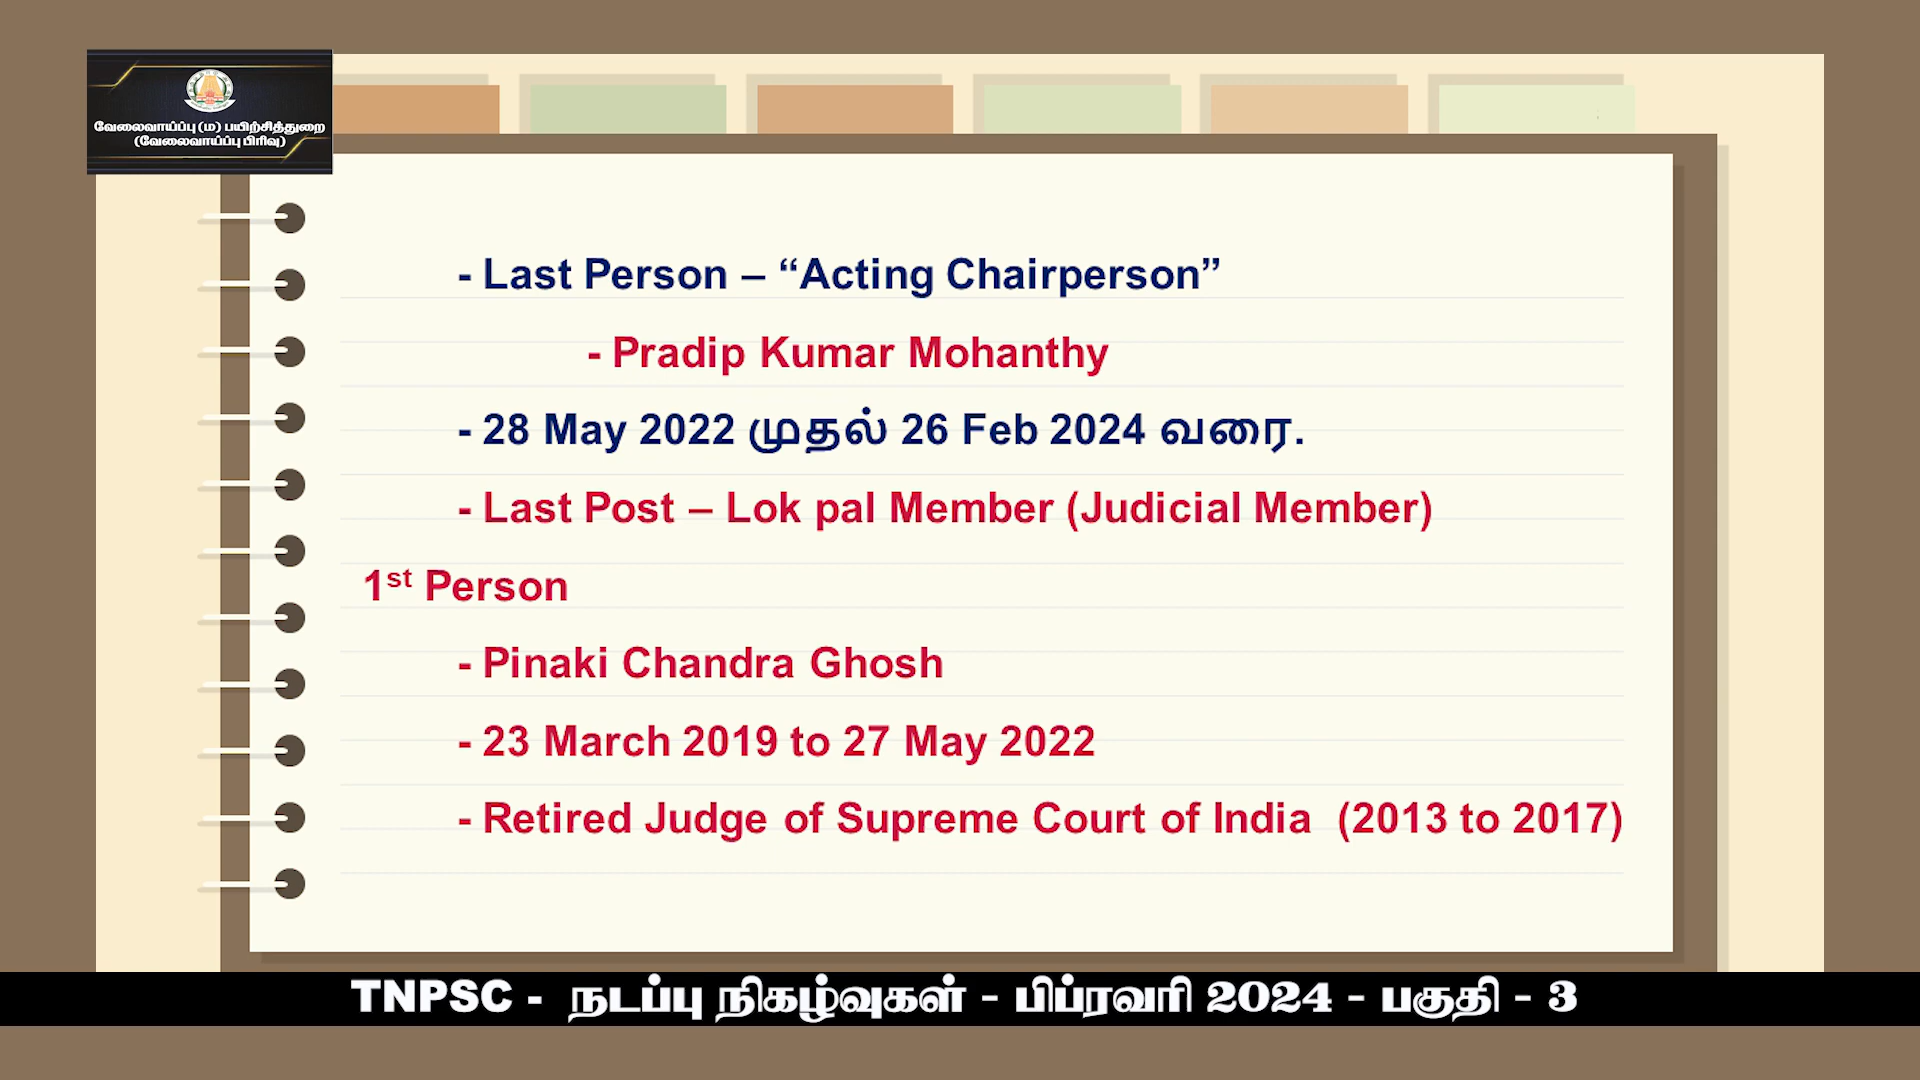 வேலைவாய்ப்பு (ம) பயிற்சித்துறை
(வேலைவாய்ப்பு பிரிவு)
- Last Person – “Acting Chairperson”
- Pradip Kumar Mohanthy
- 28 May 2022 முதல் 26 Feb 2024 வரை.
- Last Post – Lok pal Member (Judicial Member)
1st Person
- Pinaki Chandra Ghosh
- 23 March 2019 to 27 May 2022
- Retired Judge of Supreme Court of India (2013 to 2017)
TNPSC - நடப்பு நிகழ்வுகள் - பிப்ரவரி 2024 - பகுதி - 3